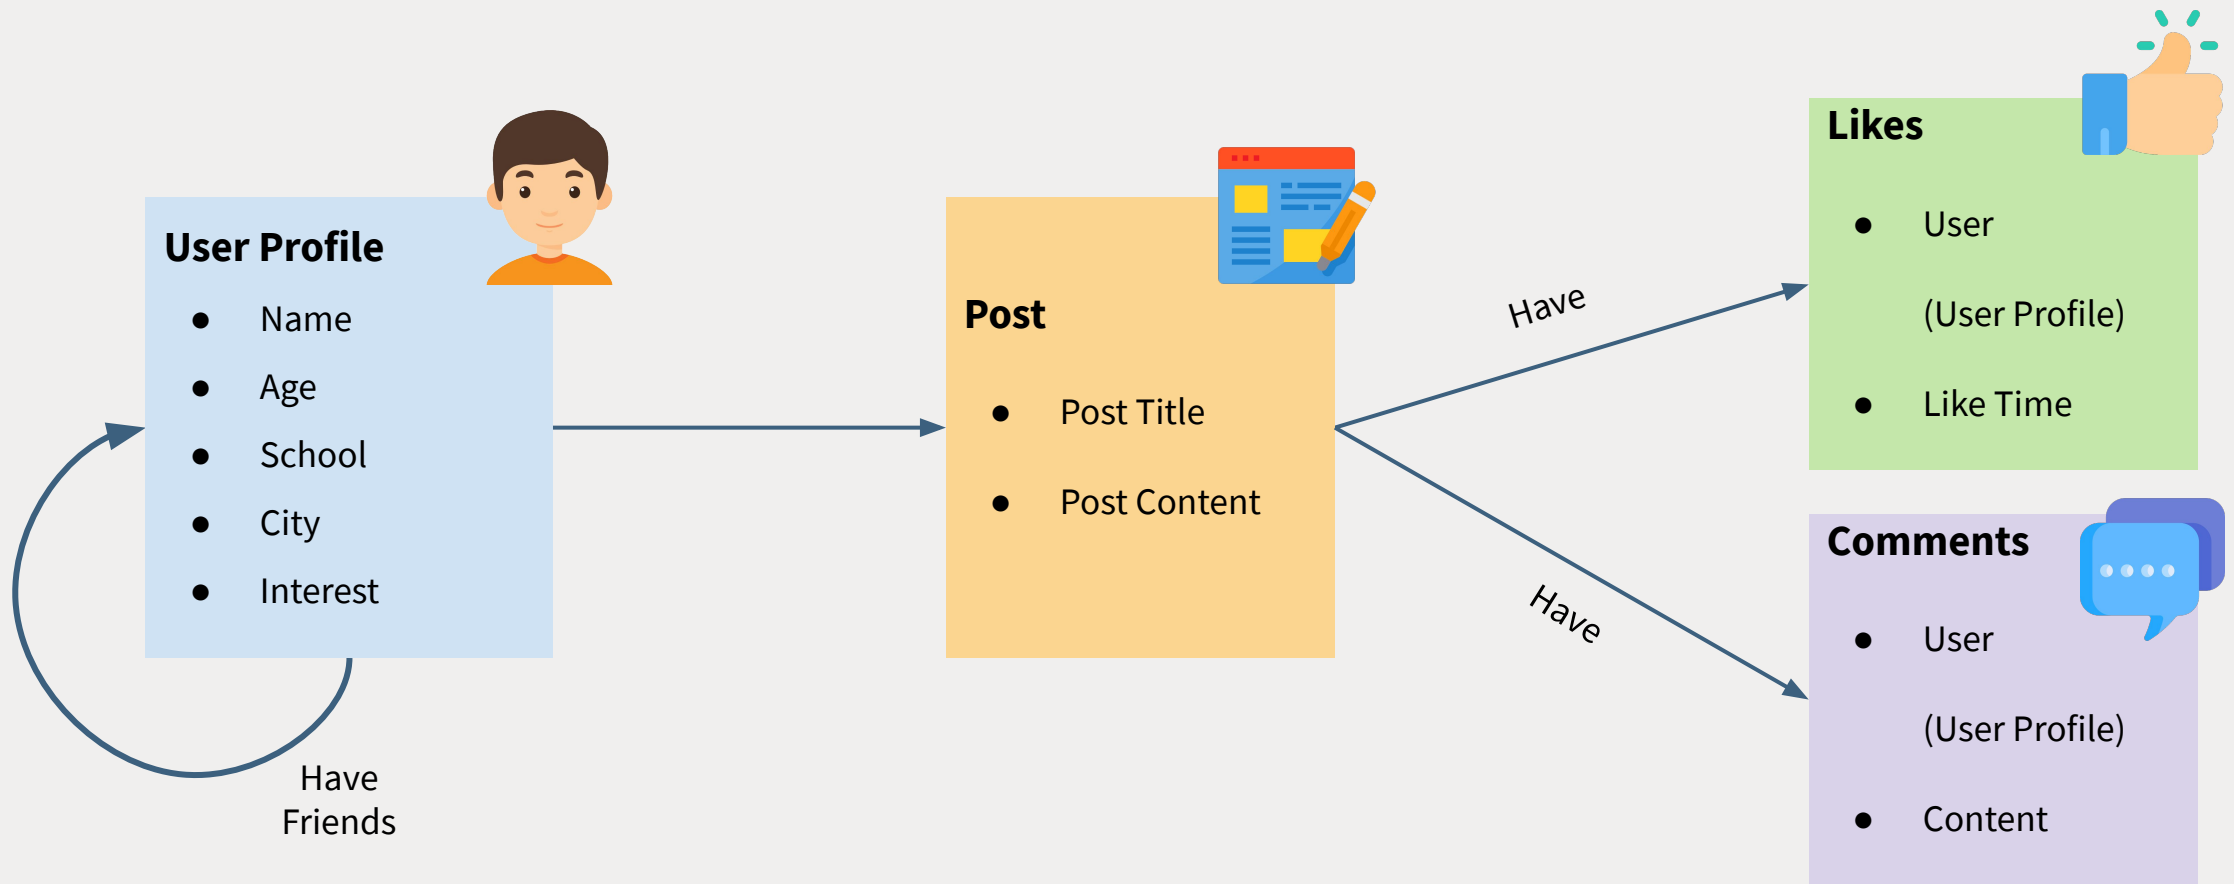 User Profile
● Name
● Age
● School
● City
● Interest
Have
Friends
Post
● Post Title
● Post Content
Have
Have
Likes
● User
(User Profile)
● Like Time
Comments
● User
(User Profile)
● Content